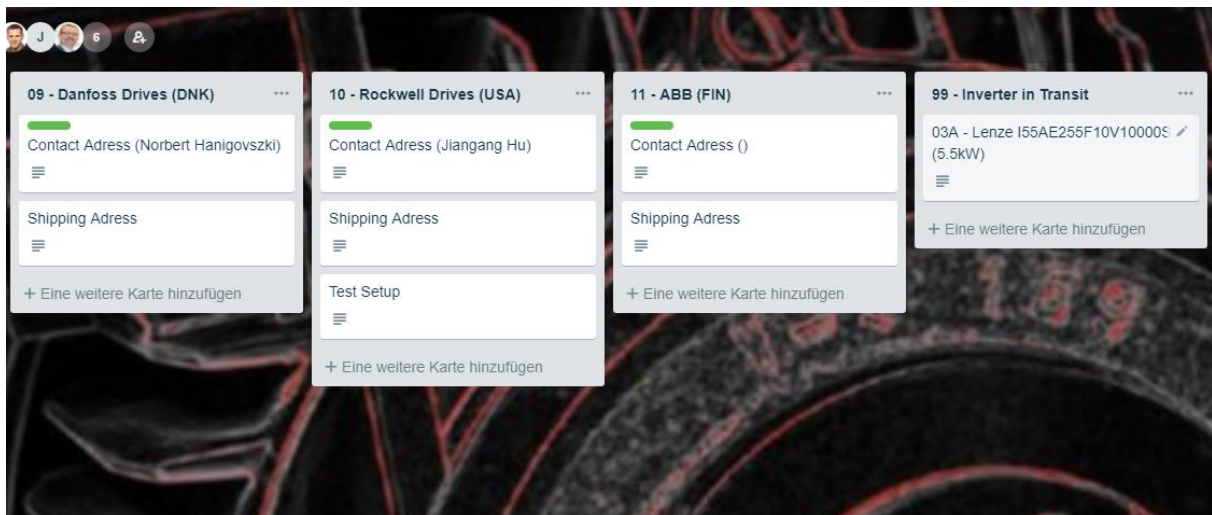 J
6
09 - Danfoss Drives (DNK)
Contact Adress (Norbert Hanigovszki)
Shipping Adress
+ Eine weitere Karte hinzufügen
10 - Rockwell Drives (USA)
Contact Adress (Jiangang Hu)
Shipping Adress
Test Setup
+ Eine weitere Karte hinzufügen
11 - ABB (FIN)
Contact Adress ()
Shipping Adress
+ Eine weitere Karte hinzufügen
99 - Inverter in Transit
03A - Lenze I55AE255F10V10000S
(5.5kW)
+ Eine weitere Karte hinzufügen